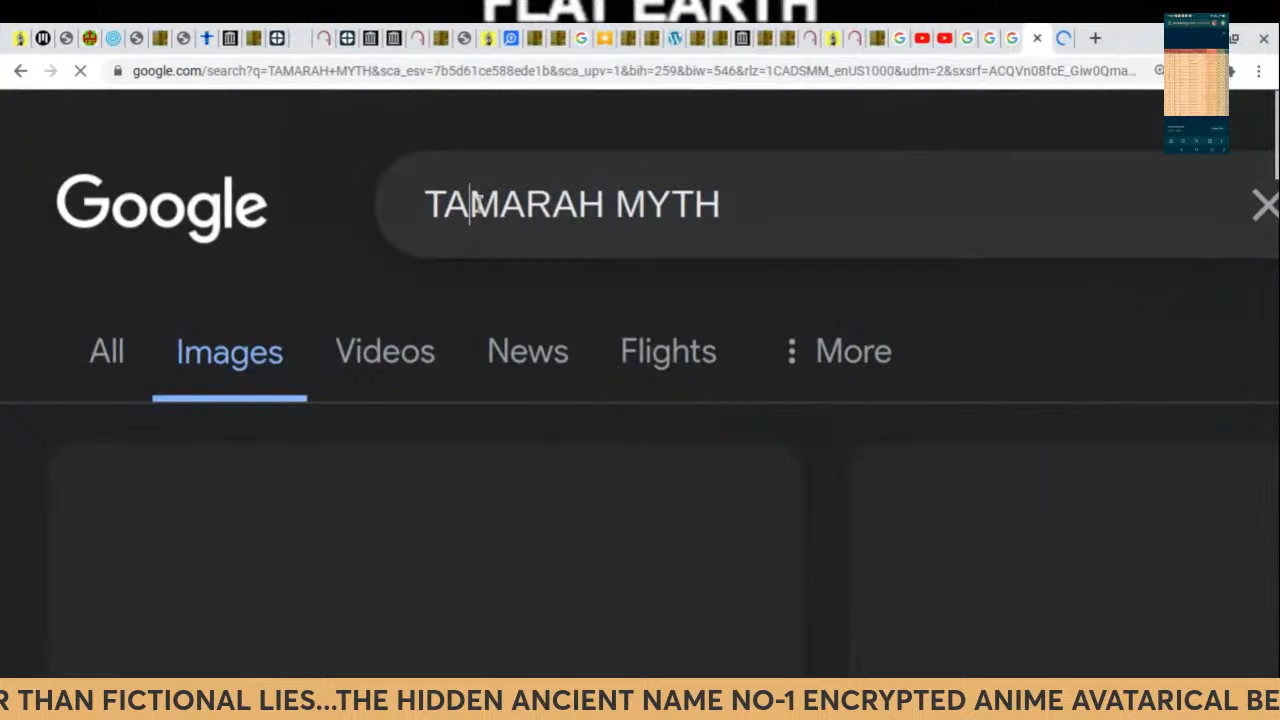 FLAT EARTH
google.com/search?q=TAMARAH+MYTH&sca_esv=7b5d61ce588ede1b&sca_upv=1&bih=259&biw=546&rlz=1CADSMM_enUS1000&udm=2&sxsrf=ACQVn08fcE_Giw0Qma...
Google
TAMARAH MYTH
All Images Videos News Flights More
R THAN FICTIONAL LIES...THE HIDDEN ANCIENT NAME NO-1 ENCRYPTED ANIME AVATARICAL BE